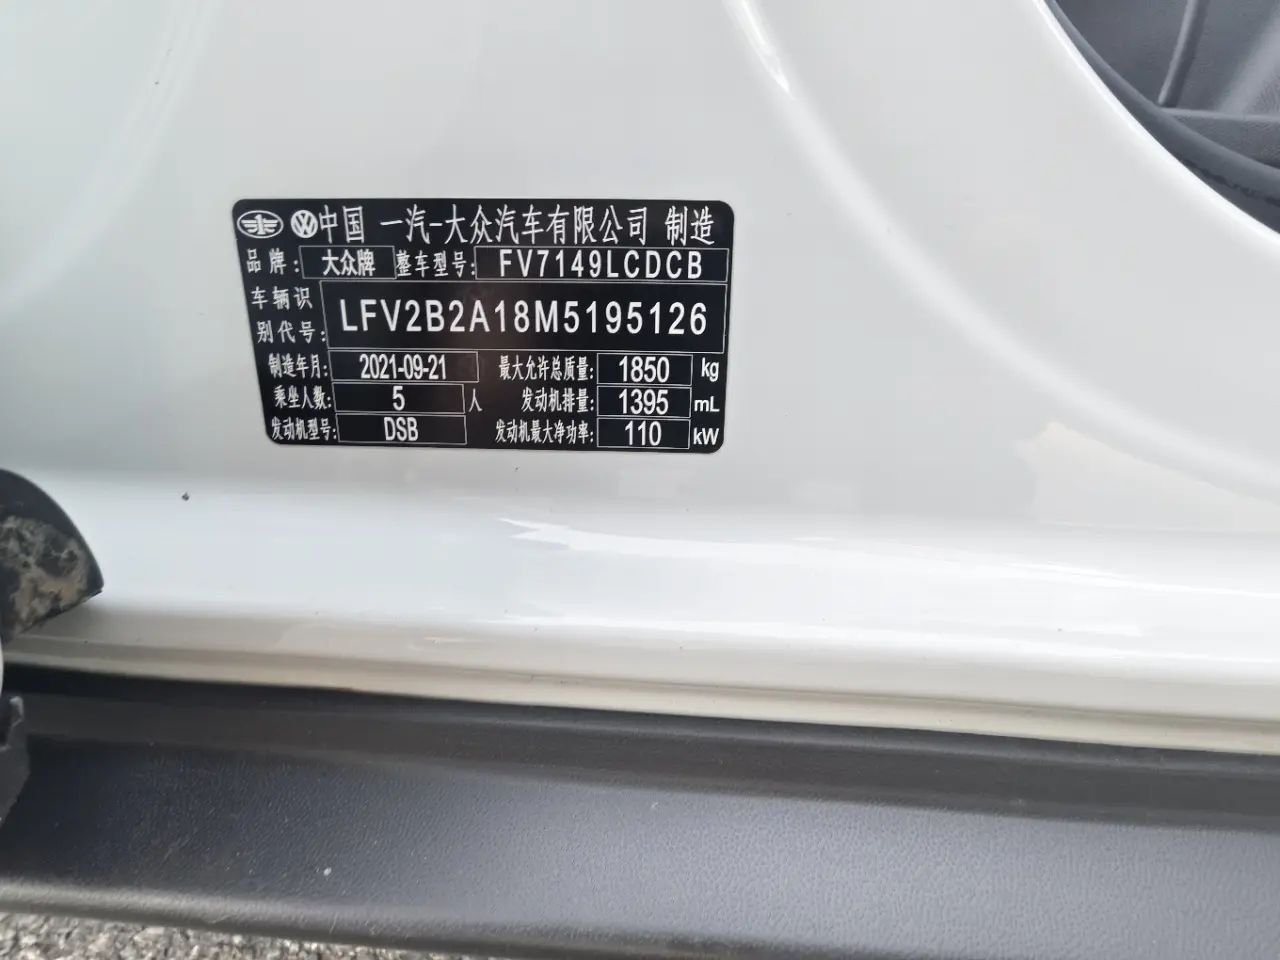 中国 一汽-大众汽车有限公司 制造
品牌: 大众牌 整车型号: FV7149LCDCB
车辆识别代号: LFV2B2A18M5195126
制造年月: 2021-09-21 最大允许总质量: 1850 kg
乘坐人数: 5 人 发动机排量: 1395 mL
发动机型号: DSB 发动机最大净功率: 110 kW